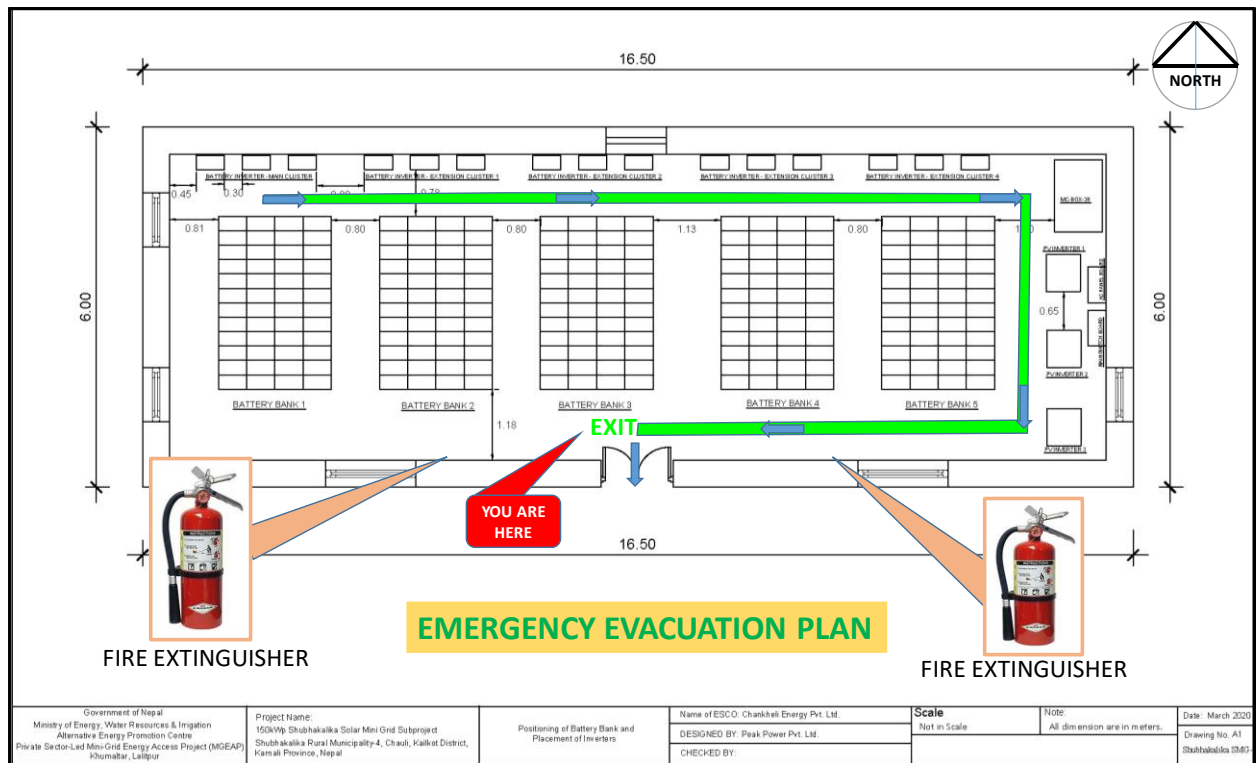 16.50
NORTH
BATTERY INVERTER - MAIN CLUSTER
BATTERY INVERTER - EXTENSION CLUSTER 1
BATTERY INVERTER - EXTENSION CLUSTER 2
BATTERY INVERTER - EXTENSION CLUSTER 3
BATTERY INVERTER - EXTENSION CLUSTER 4
0.45
0.30
0.78
MC-BOX-36
0.81
0.80
0.80
1.13
0.80
PV INVERTER 1
6.00
0.65
6.00
PV INVERTER 2
BATTERY BANK 1
BATTERY BANK 2
BATTERY BANK 3
BATTERY BANK 4
BATTERY BANK 5
1.18
EXIT
PV INVERTER 3
YOU ARE
HERE
16.50
EMERGENCY EVACUATION PLAN
FIRE EXTINGUISHER
FIRE EXTINGUISHER
Government of Nepal
Ministry of Energy, Water Resources & Irrigation
Alternative Energy Promotion Centre
Private Sector-Led Mini-Grid Energy Access Project (MGEAP)
Khumaltar, Lalitpur
Project Name:
150kWp Shubhakalika Solar Mini Grid Subproject
Shubhakalika Rural Municipality-4, Chauli, Kalikot District,
Karnali Province, Nepal
Positioning of Battery Bank and
Placement of Inverters
Name of ESCO: Chankheli Energy Pvt. Ltd.
DESIGNED BY: Peak Power Pvt. Ltd.
CHECKED BY:
Scale
Not in Scale
Note:
All dimension are in meters.
Date: March 2020
Drawing No. A1
Shubhakalika SMG-